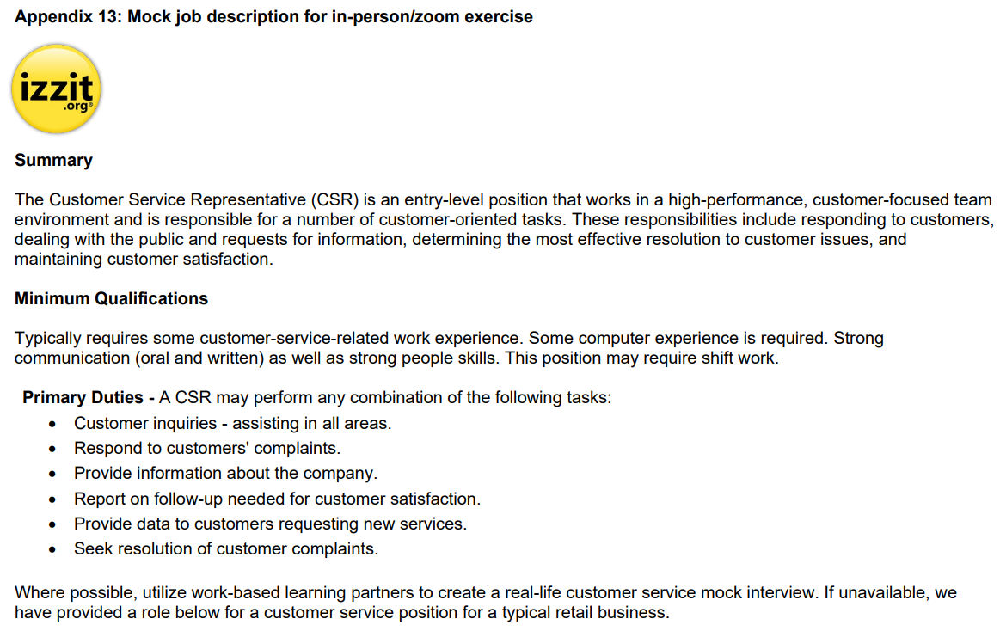 Appendix 13: Mock job description for in-person/zoom exercise
izzit
.org®
Summary
The Customer Service Representative (CSR) is an entry-level position that works in a high-performance, customer-focused team
environment and is responsible for a number of customer-oriented tasks. These responsibilities include responding to customers,
dealing with the public and requests for information, determining the most effective resolution to customer issues, and
maintaining customer satisfaction.
Minimum Qualifications
Typically requires some customer-service-related work experience. Some computer experience is required. Strong
communication (oral and written) as well as strong people skills. This position may require shift work.
Primary Duties - A CSR may perform any combination of the following tasks:
• Customer inquiries - assisting in all areas.
• Respond to customers' complaints.
• Provide information about the company.
• Report on follow-up needed for customer satisfaction.
• Provide data to customers requesting new services.
• Seek resolution of customer complaints.
Where possible, utilize work-based learning partners to create a real-life customer service mock interview. If unavailable, we
have provided a role below for a customer service position for a typical retail business.